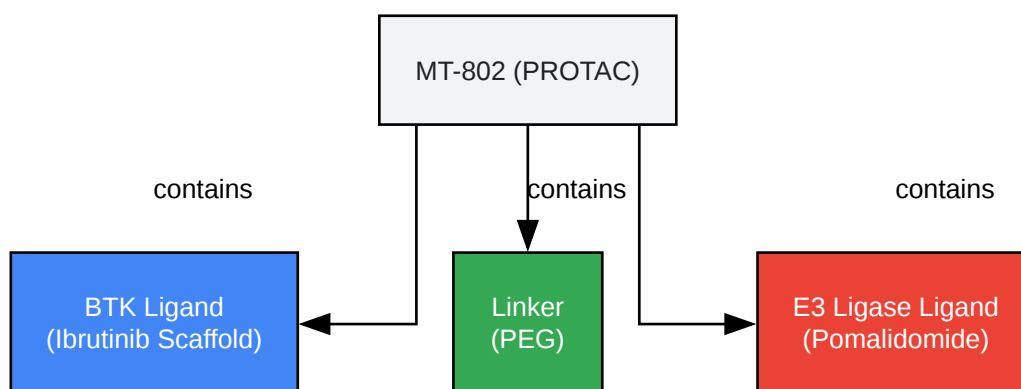 MT-802 (PROTAC)
contains
contains
contains
BTK Ligand
(Ibrutinib Scaffold)
Linker
(PEG)
E3 Ligase Ligand
(Pomalidomide)